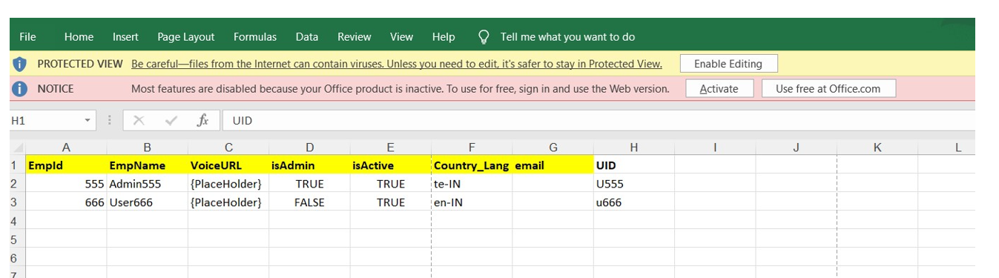 File Home Insert Page Layout Formulas Data Review View Help Tell me what you want to do
PROTECTED VIEW Be careful—files from the Internet can contain viruses. Unless you need to edit, it's safer to stay in Protected View. Enable Editing
NOTICE Most features are disabled because your Office product is inactive. To use for free, sign in and use the Web version. Activate Use free at Office.com
H1 fx UID
A B C D E F G H I J K L
1 EmpId EmpName VoiceURL isAdmin isActive Country_Lang email UID
2 555 Admin555 {PlaceHolder} TRUE TRUE te-IN U555
3 666 User666 {PlaceHolder} FALSE TRUE en-IN u666
4
5
6
7